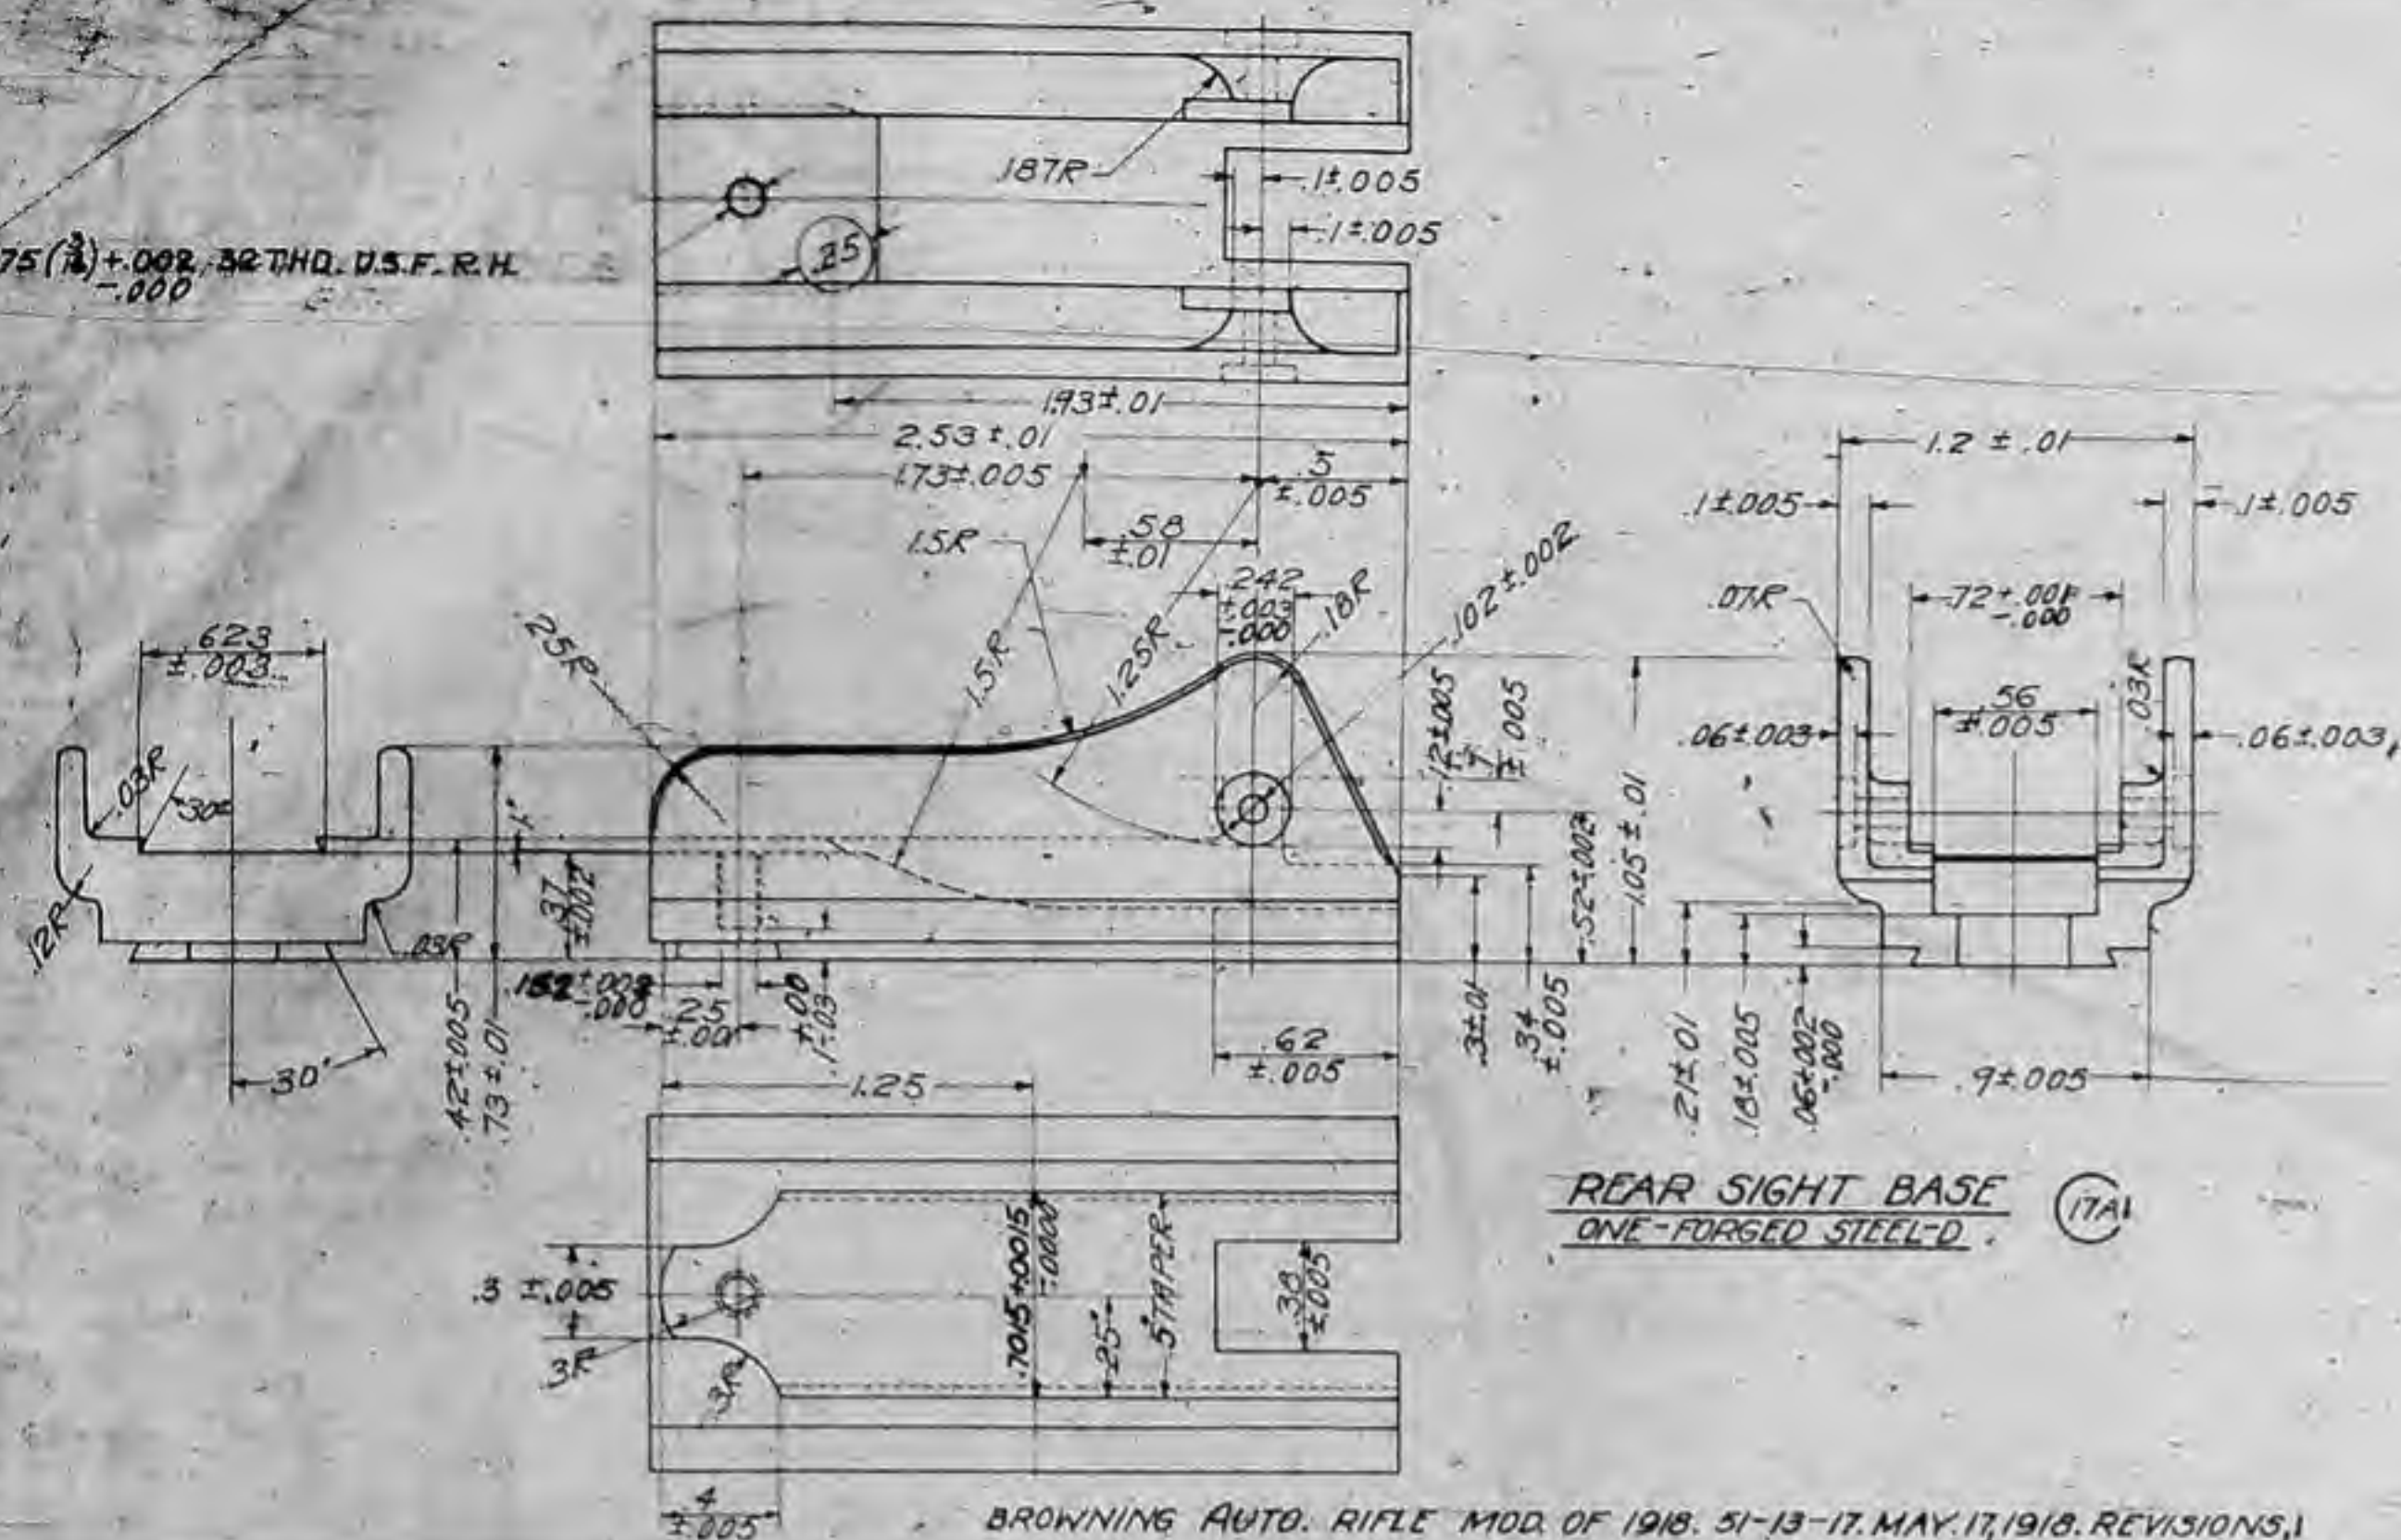 .187R
.1±.005
.1±.005
75(3/16)+.002 32 THD. U.S.F. R.H.
-.000
.25
1.93±.01
2.53±.01
1.73±.005
.5
±.005
.58
±.01
1.5R
1.5R
1.25R
.25R
.242
+.003
-.000
.18R
.102±.002
.623
±.003
.03R
30°
.12R
.03R
30°
.1
.37
±.002
.42±.005
.73±.01
.25
±.001
.12±.005
±.005
.52±.002
1.05±.01
.3±.01
.34
±.005
.62
±.005
1.2 ± .01
.1±.005
.1±.005
.07R
.72+.001
-.000
.56
±.005
.03R
.06±.003
.06±.003
.21±.01
.18±.005
.06+.002
-.000
.9±.005
1.25
.3 ±.005
.3R
.3R
.7015+.0015
-.0000
.25
.5 TAPER
.38
±.005
.4
±.005
REAR SIGHT BASE
17A1
ONE-FORGED STEEL-D.
BROWNING AUTO. RIFLE MOD. OF 1918. 51-13-17. MAY.17,1918. REVISIONS,1